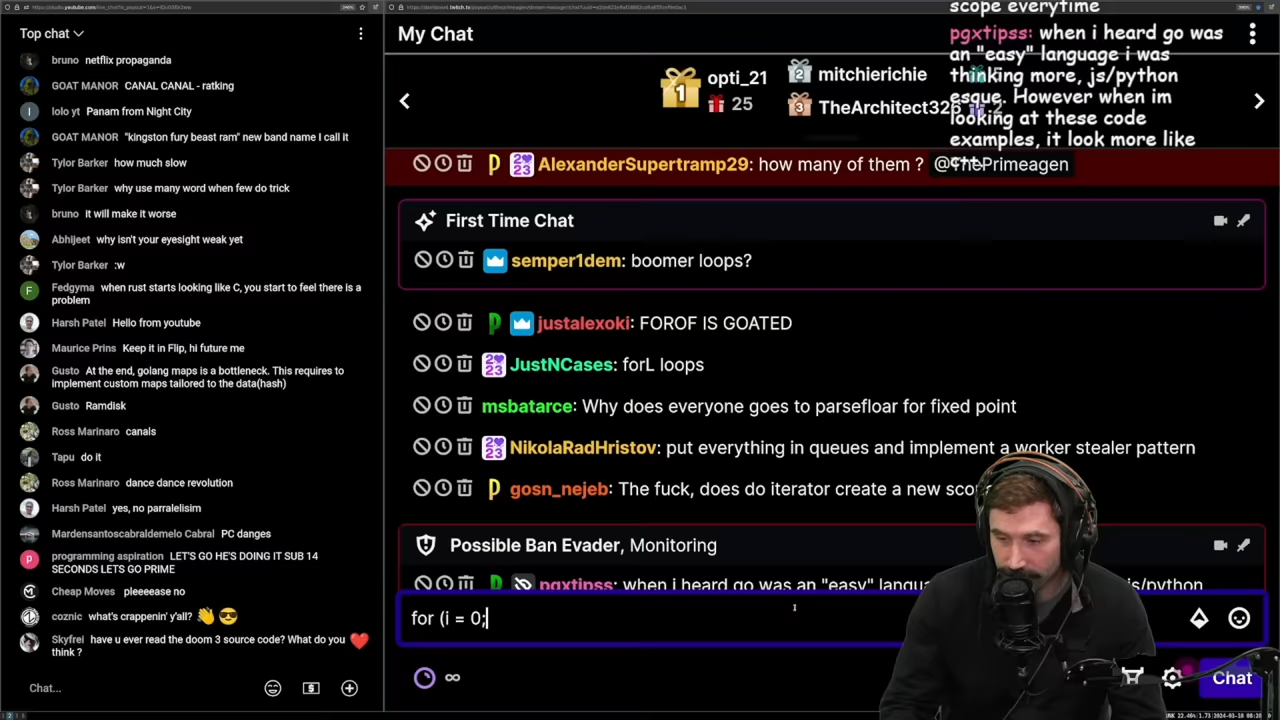 Top chat
bruno netflix propaganda
GOAT MANOR CANAL CANAL - ratking
lolo yt Panam from Night City
GOAT MANOR "kingston fury beast ram" new band name I call it
Tylor Barker how much slow
Tylor Barker why use many word when few do trick
bruno It will make it worse
Abhijeet why isn't your eyesight weak yet
Tylor Barker :w
Fedgyma when rust starts looking like C, you start to feel there is a
problem
Harsh Patel Hello from youtube
Maurice Prins Keep it in Flip, hi future me
Gusto At the end, golang maps is a bottleneck. This requires to
implement custom maps tailored to the data(hash)
Gusto Ramdisk
Ross Marinaro canals
Tapu do it
Ross Marinaro dance dance revolution
Harsh Patel yes, no parralelisim
Mardensantoscabraldemelo Cabral PC danges
programming aspiration LET'S GO HE'S DOING IT SUB 14
SECONDS LETS GO PRIME
Cheap Moves pleeeease no
coznic what's crappenin' y'all? 👋 😎
Skyfrei have u ever read the doom 3 source code? What do you
think ?
Chat...
My Chat
1 opti_21
25
2 mitchierichie
3 TheArchitect326
AlexanderSupertramp29: how many of them ? @ThePrimeagen
First Time Chat
semper1dem: boomer loops?
justalexoki: FOROF IS GOATED
JustNCases: forL loops
msbatarce: Why does everyone goes to parsefloar for fixed point
NikolaRadHristov: put everything in queues and implement a worker stealer pattern
gosn_nejeb: The fuck, does do iterator create a new
Possible Ban Evader, Monitoring
pgxtipss: when i heard go was an "easy"
for (i = 0;
∞
Chat
scope everytime
pgxtipss: when i heard go was
an "easy" language i was
thinking more, js/python
esque. However when im
looking at these code
examples, it look more like